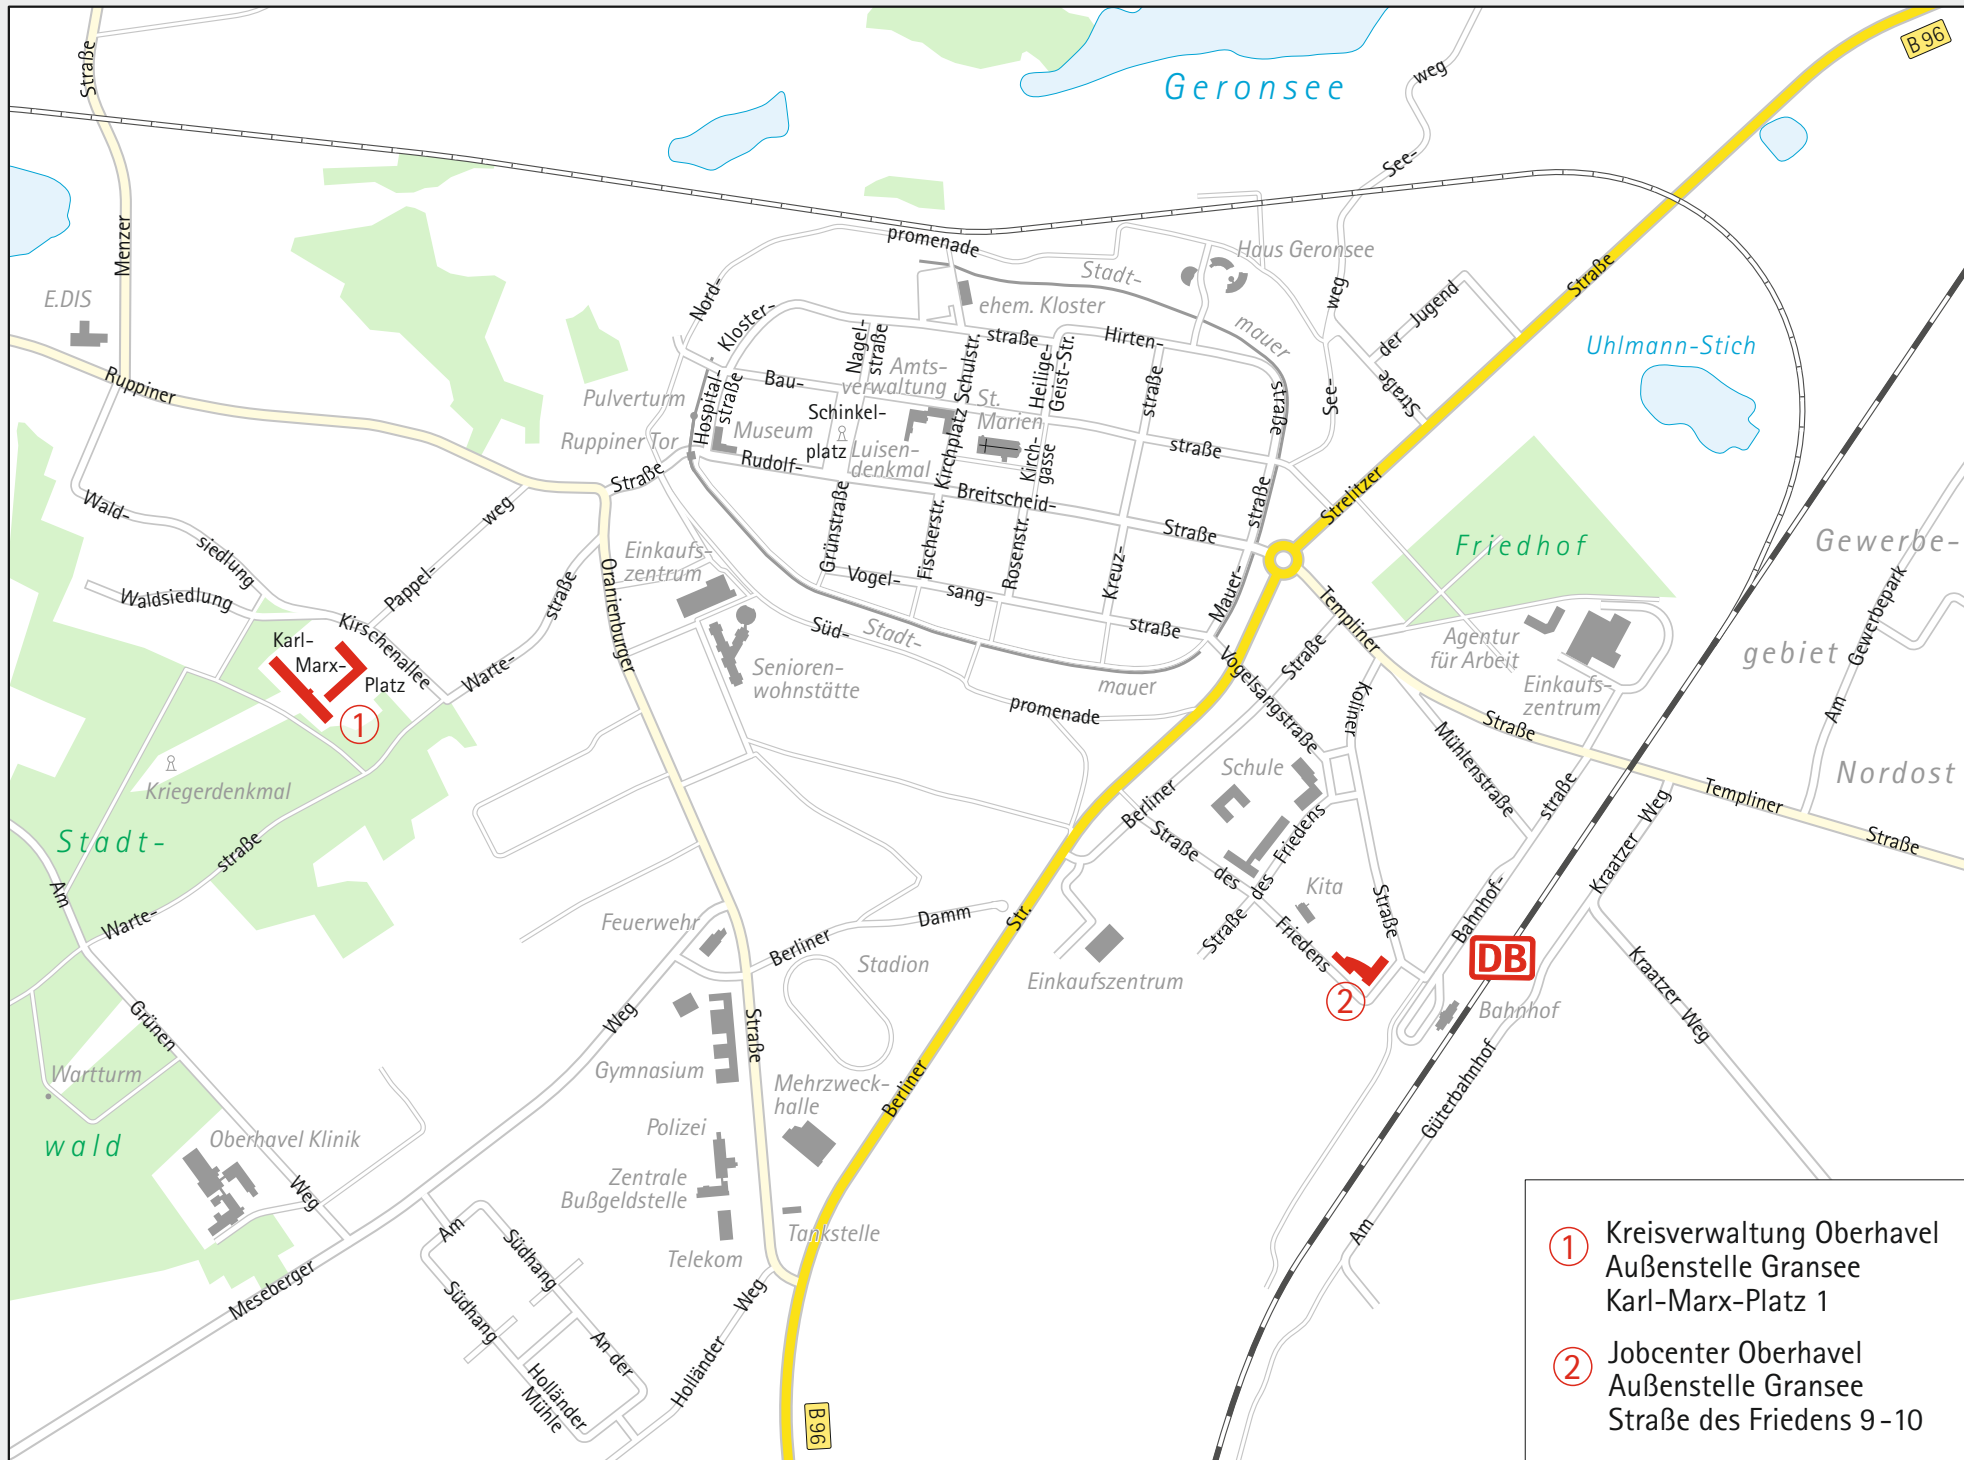 B 96
Straße
Geronsee
weg
See-
Menzer
promenade
Haus Geronsee
Stadt-
Straße
E.DIS
Nord-
Kloster-
ehem. Kloster
weg
der Jugend
mauer
Nagel-
straße
straße
Hirten-
Uhlmann-Stich
Ruppiner
Hospital-
straße
Bau-
Amts-
verwaltung
Schulstr.
Heilige-
Geist-Str.
straße
straße
See-
Straße
Pulverturm
Schinkel-
platz
St.
Marien
Museum
Luisen-
denkmal
Kirchplatz
Kirch-
gasse
straße
Ruppiner Tor
Rudolf-
Breitscheid-
Straße
Straße
straße
Strelitzer
Wald-
siedlung
weg
Pappel-
Einkaufs-
zentrum
Grünstraße
Fischerstr.
Rosenstr.
Kreuz-
Friedhof
Gewerbe-
gebiet
Nordost
Waldsiedlung
straße
Oranienburger
Vogel-
sang-
straße
Mauer-
Templiner
Am
Gewerbepark
Karl-
Marx-
Platz
Kirschenallee
Warte-
Süd-
Stadt-
mauer
promenade
Senioren-
wohnstätte
Vogelsangstraße
Straße
Koliner
Agentur
für Arbeit
Einkaufs-
zentrum
1
Kriegerdenkmal
Mühlenstraße
Straße
Schule
Berliner
straße
Templiner
Straße
Stadt-
wald
straße
Warte-
Am
Grünen
Weg
Straße
des
Friedens
Straße
des
Friedens
Kita
Straße
Bahnhof-
Kraatzer
Weg
Feuerwehr
Berliner
Damm
Str.
Stadion
Einkaufszentrum
2
DB
Bahnhof
Kraatzer
Weg
Weg
Straße
Gymnasium
Wartturm
Mehrzweck-
halle
Berliner
Güterbahnhof
Am
Oberhavel Klinik
Polizei
Zentrale
Bußgeldstelle
Telekom
Tankstelle
Meseberger
Am
Südhang
Südhang
An der
Holländer
Mühle
Holländer
Weg
B 96
1
Kreisverwaltung Oberhavel
Außenstelle Gransee
Karl-Marx-Platz 1
2
Jobcenter Oberhavel
Außenstelle Gransee
Straße des Friedens 9-10